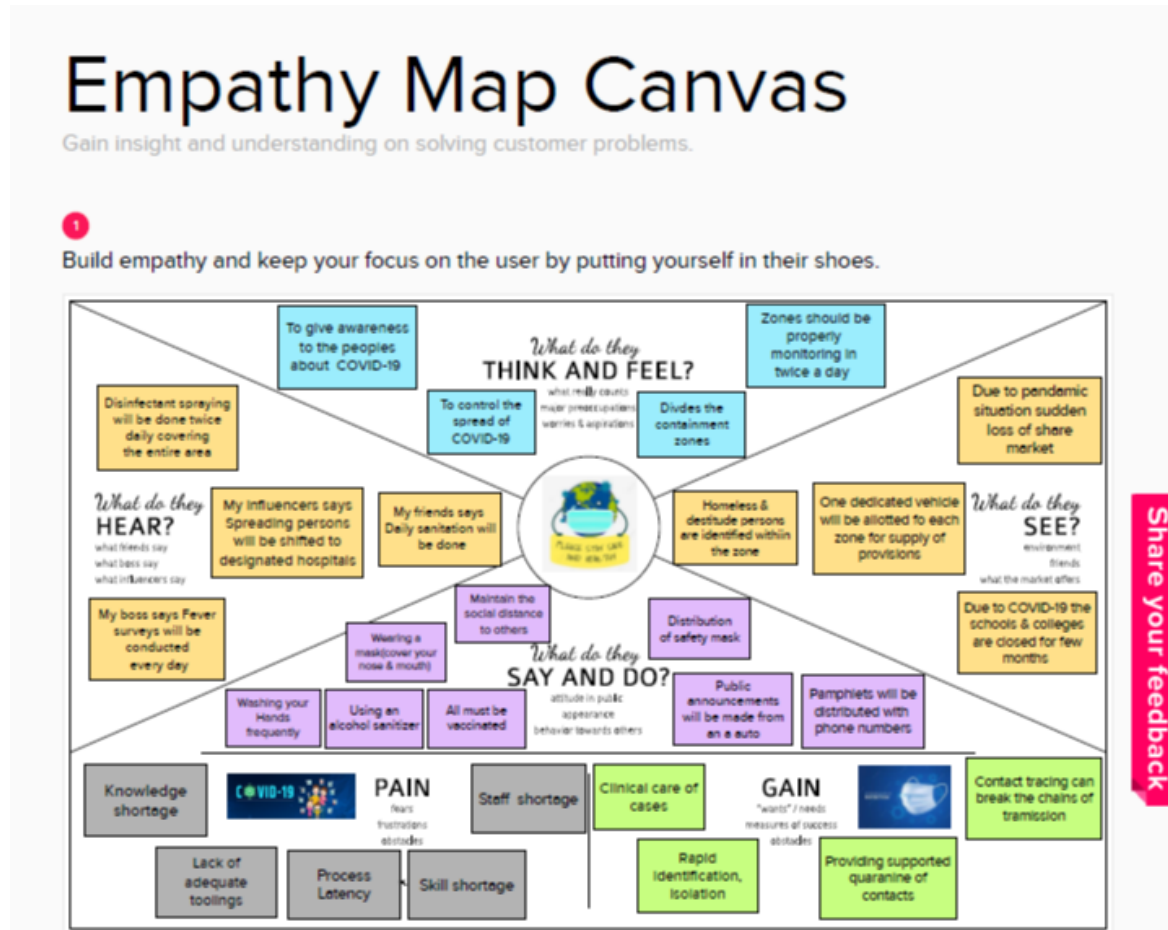 Empathy Map Canvas
Gain insight and understanding on solving customer problems.
1
Build empathy and keep your focus on the user by putting yourself in their shoes.
To give awareness
to the peoples
about COVID-19
What do they
THINK AND FEEL?
what really counts
major preoccupations
worries & aspirations
Zones should be
properly
monitoring in
twice a day
To control the
spread of
COVID-19
Divdes the
containment
zones
Disinfectant spraying
will be done twice
daily covering
the entire area
What do they
HEAR?
what friends say
what boss say
what influencers say
My influencers says
Spreading persons
will be shifted to
designated hospitals
My friends says
Daily sanitation will
be done
My boss says Fever
surveys will be
conducted
every day
PLEASE STAY SAFE
AND HEALTHY
Due to pandamic
situation sudden
loss of share
market
Homeless &
destitude persons
are identified within
the zone
One dedicated vehicle
will be allotted fo each
zone for supply of
provisions
What do they
SEE?
environment
friends
what the market offers
Due to COVID-19 the
schools & colleges
are closed for few
months
Maintain the
social distance
to others
Wearing a
mask(cover your
nose & mouth)
What do they
SAY AND DO?
attitude in public
appearance
behavior towards others
Distribution
of safety mask
Washing your
Hands
frequently
Using an
alcohol sanitizer
All must be
vaccinated
Public
announcements
will be made from
an a auto
Pamphlets will be
distributed with
phone numbers
Knowledge
shortage
COVID-19
PAIN
fears
frustrations
obstacles
Staff shortage
Lack of
adequate
toolings
Process
Latency
Skill shortage
Clinical care of
cases
GAIN
"wants" / needs
measures of success
obstacles
Contact tracing can
break the chains of
tramission
Rapid
identification,
isolation
Providing supported
quaranine of
contacts
Share your feedback